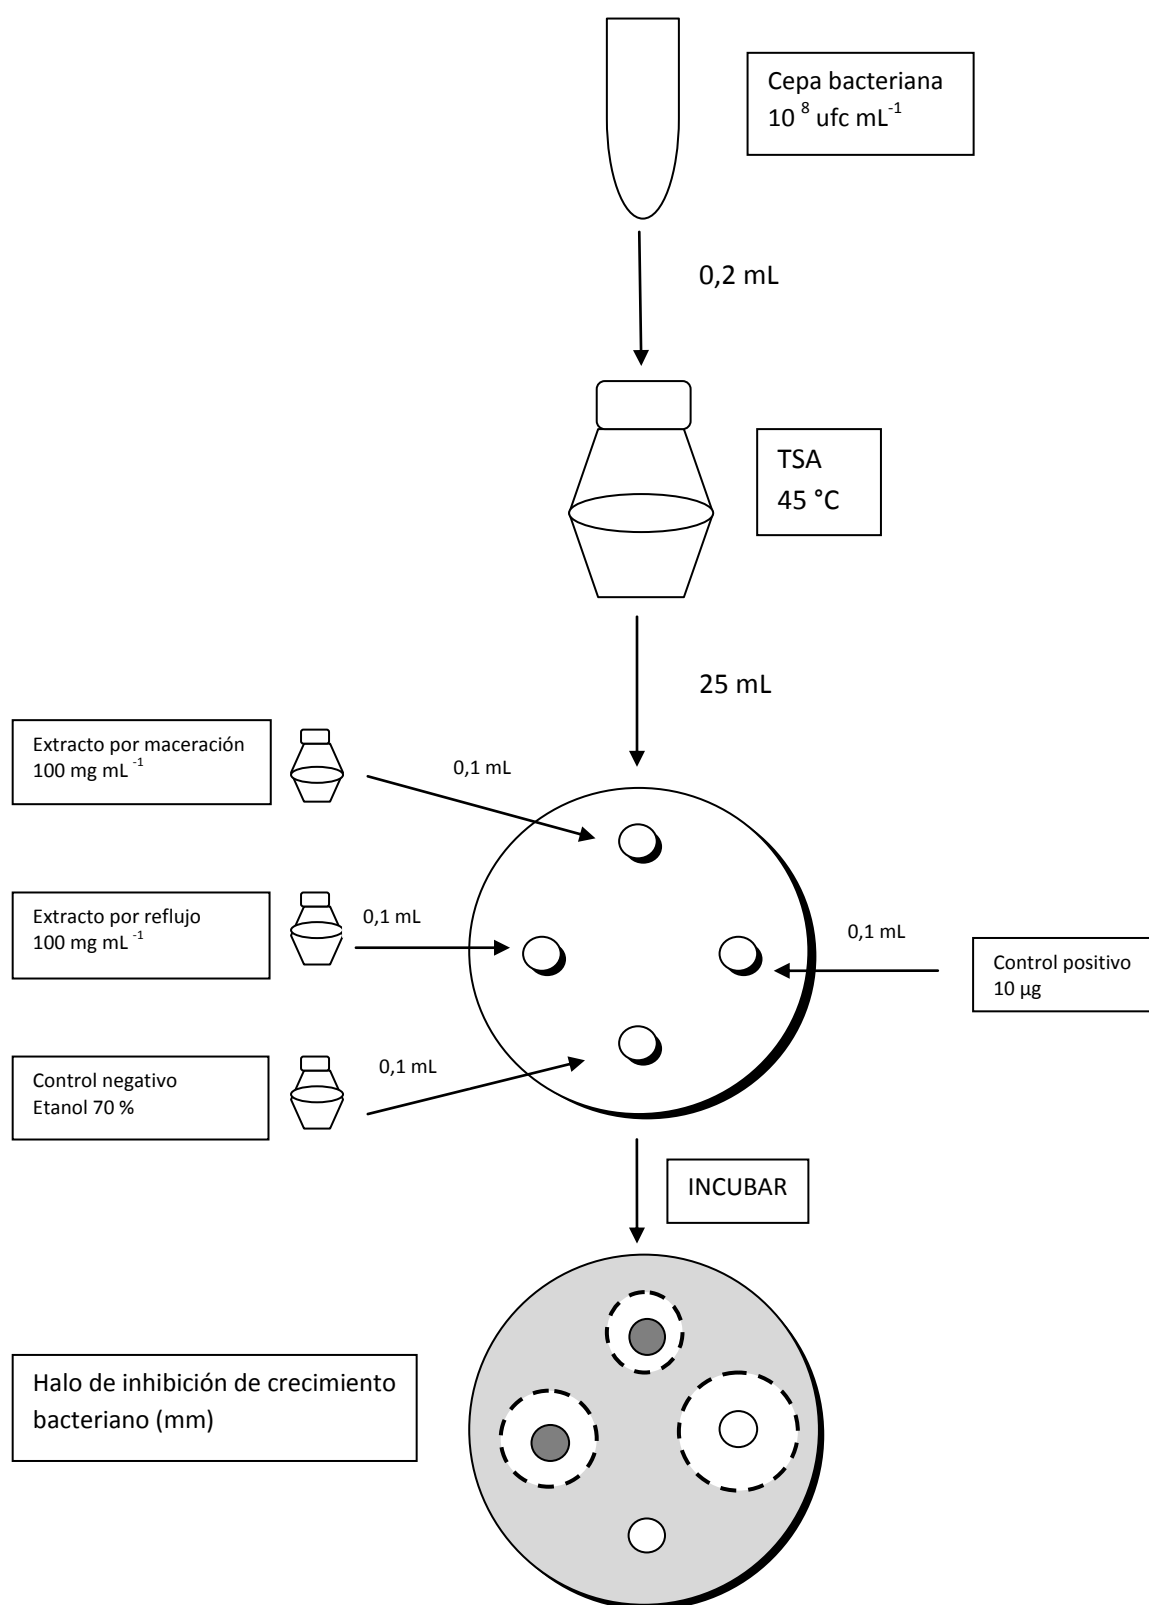 Cepa bacteriana
10 ⁸ ufc mL⁻¹
0,2 mL
TSA
45 °C
25 mL
Extracto por maceración
100 mg mL ⁻¹
0,1 mL
Extracto por reflujo
100 mg mL ⁻¹
0,1 mL
0,1 mL
Control positivo
10 µg
Control negativo
Etanol 70 %
0,1 mL
INCUBAR
Halo de inhibición de crecimiento
bacteriano (mm)